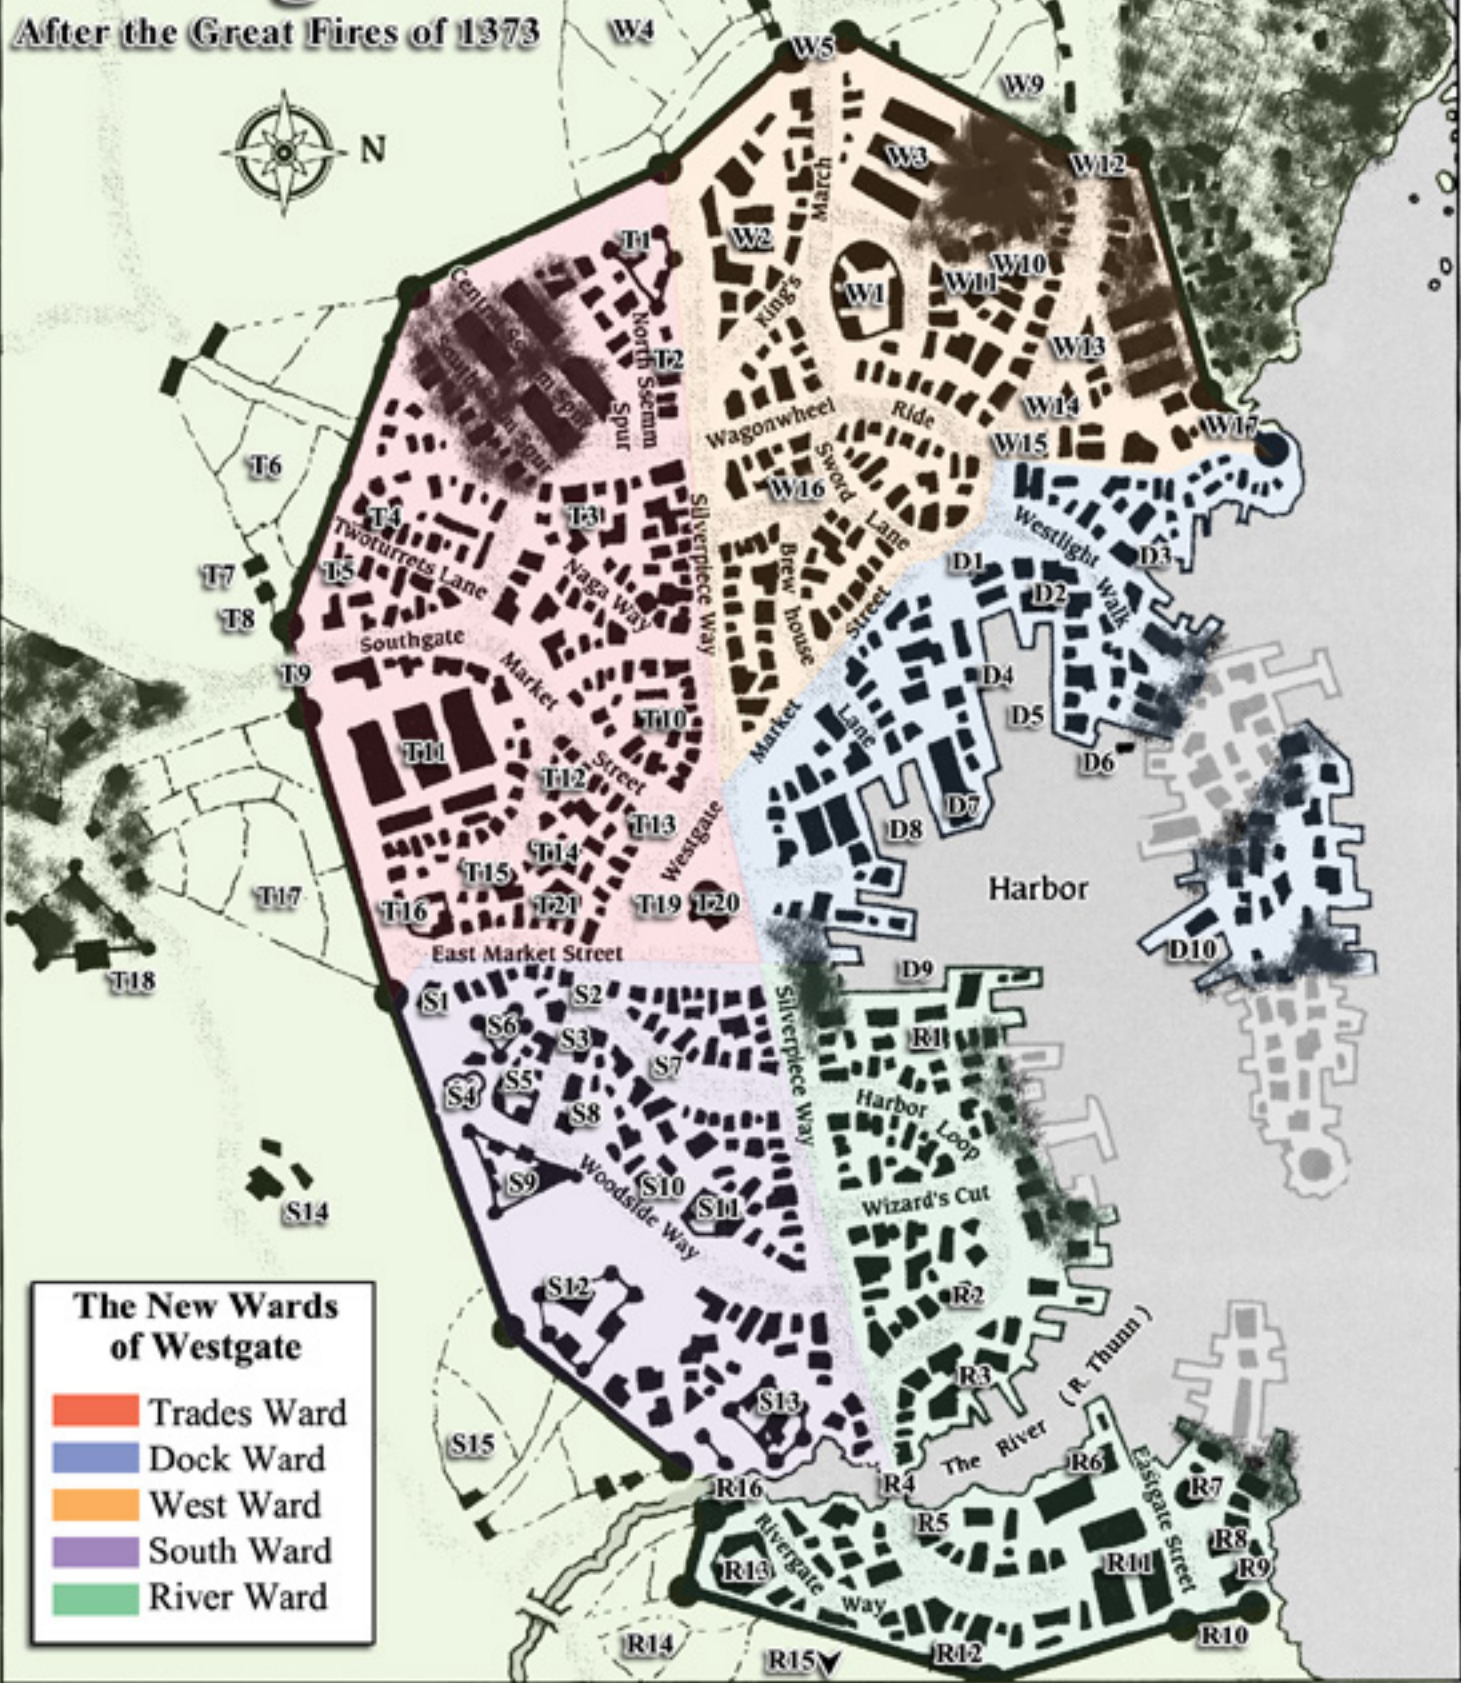 After the Great Fires of 1373
W4
W5
W9
N
W3
W12
March
T1
W2
King's
W1
W11
W10
North Ssemm
Spur
T2
W13
Wagonwheel
Ride
W14
W17
W15
T6
Sword
Lane
W16
T4
T3
Silverpiece Way
Westlight
Walk
Twoturrets Lane
T5
Naga Way
Brew house
D1
D3
T7
D2
T8
Street
Southgate
T9
Market
D4
T10
Lane
D5
Market
T11
Street
D6
T12
D7
T13
D8
Westgate
T14
T15
Harbor
T17
T16
T21
T19
T20
East Market Street
D10
T18
D9
S1
S2
Silverpiece Way
S6
S3
R1
S7
S5
S4
Harbor
Loop
S8
S9
Woodside Way
S10
Wizard's Cut
S11
S14
S12
R2
The New Wards
of Westgate
R3
( R. Thunn )
Trades Ward
S13
Dock Ward
S15
The River
R6
West Ward
R16
R4
Eastgate Street
R7
South Ward
R5
Rivergate
Way
R8
R13
R11
R9
River Ward
R14
R15
R12
R10